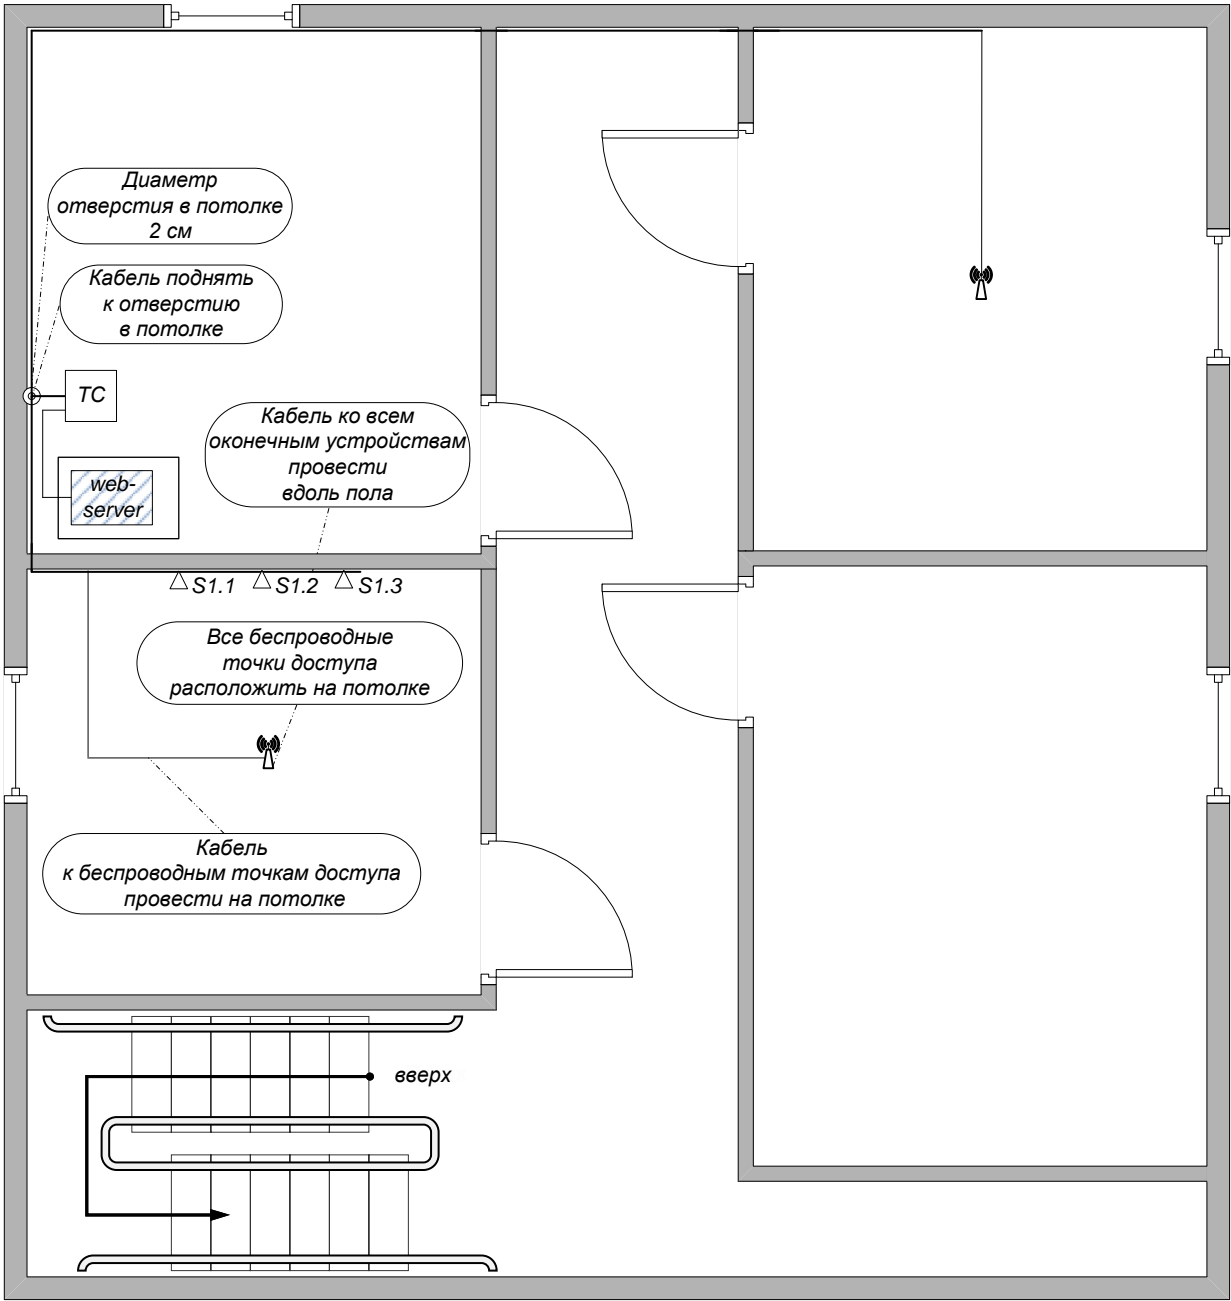 Диаметр
отверстия в потолке
2 см
Кабель поднять
к отверстию
в потолке
ТС
Кабель ко всем
оконечным устройствам
провести
вдоль пола
web-
server
S1.1
S1.2
S1.3
Все беспроводные
точки доступа
расположить на потолке
Кабель
к беспроводным точкам доступа
провести на потолке
вверх